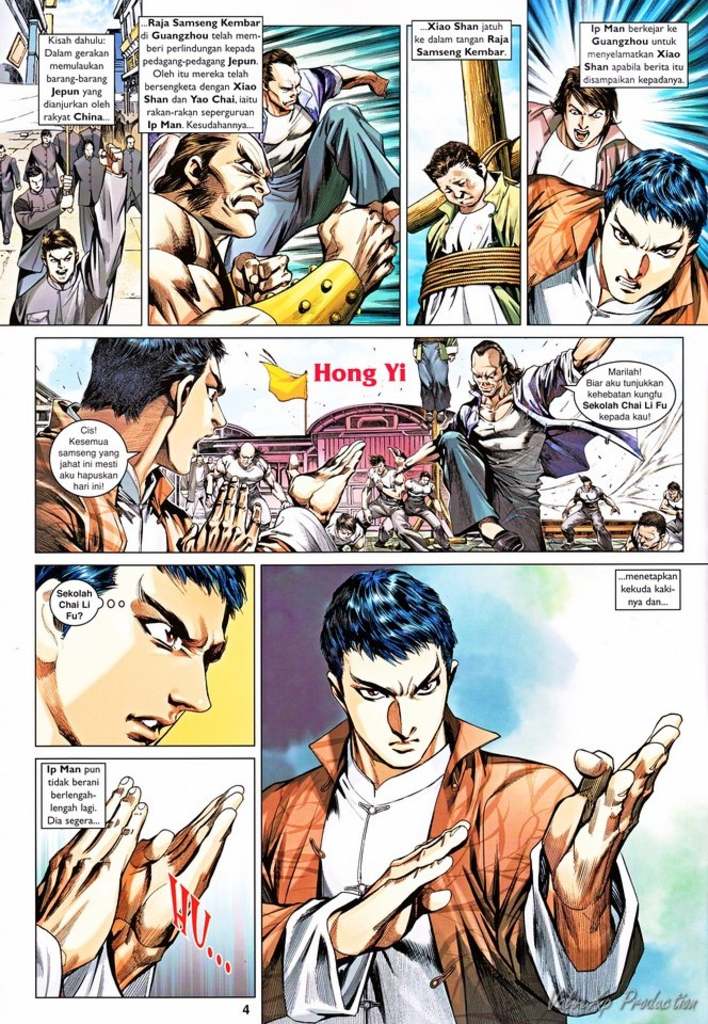 Kisah dahulu:
Dalam gerakan
memulaukan
barang-barang
Jepun yang
dianjurkan oleh
rakyat China...
...Raja Samseng Kembar
di Guangzhou telah mem-
beri perlindungan kepada
pedagang-pedagang Jepun.
Oleh itu mereka telah
bersengketa dengan Xiao
Shan dan Yao Chai, iaitu
rakan-rakan seperguruan
Ip Man. Kesudahannya...
...Xiao Shan jatuh
ke dalam tangan Raja
Samseng Kembar.
Ip Man berkejar ke
Guangzhou untuk
menyelamatkan Xiao
Shan apabila berita itu
disampaikan kepadanya.
Cis!
Kesemua
samseng yang
jahat ini mesti
aku hapuskan
hari ini!
Hong Yi
Marilah!
Biar aku tunjukkan
kehebatan kungfu
Sekolah Chai Li Fu
kepada kau!
Sekolah
Chai Li
Fu?
Ip Man pun
tidak berani
berlengah-
lengah lagi.
Dia segera...
HU...
...menetapkan
kekuda kaki-
nya dan...
4